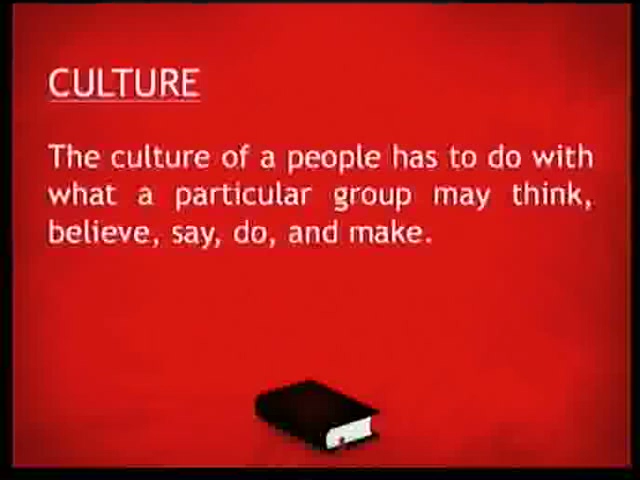 CULTURE
The culture of a people has to do with
what a particular group may think,
believe, say, do, and make.